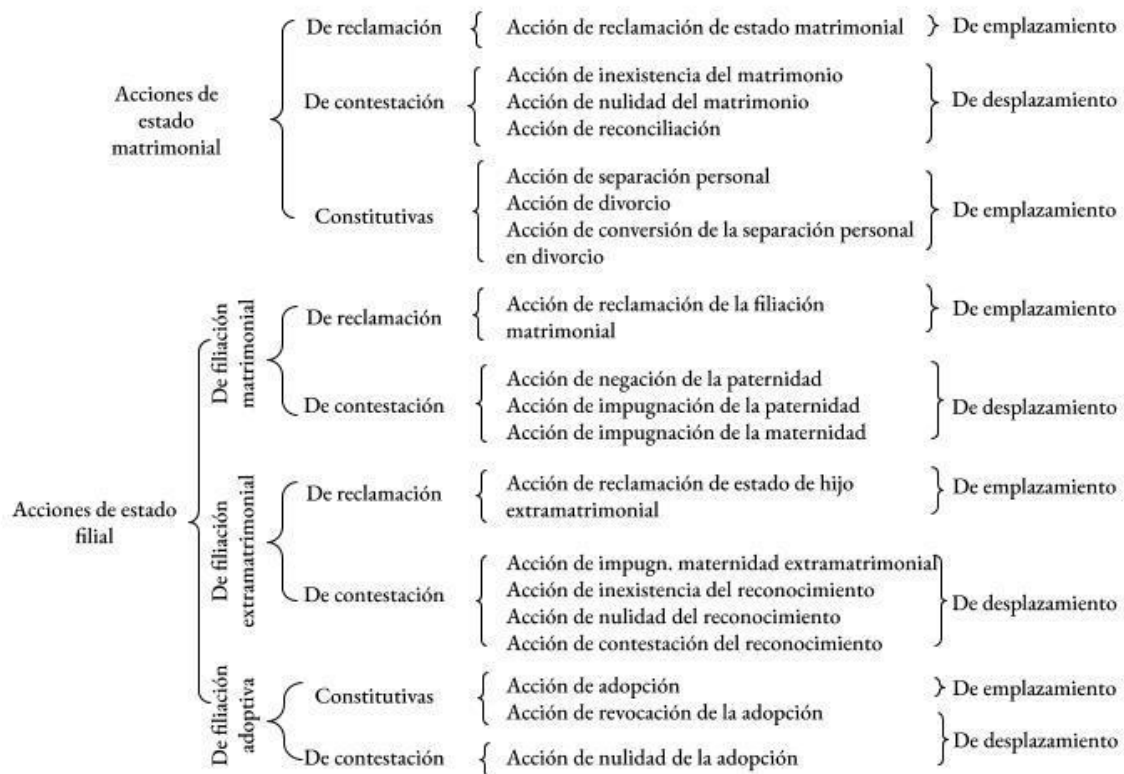 De reclamación
Acción de reclamación de estado matrimonial
De emplazamiento
Acciones de
estado
matrimonial
De contestación
Acción de inexistencia del matrimonio
Acción de nulidad del matrimonio
Acción de reconciliación
De desplazamiento
Constitutivas
Acción de separación personal
Acción de divorcio
Acción de conversión de la separación personal
en divorcio
De emplazamiento
Acciones de estado
filial
De filiación
matrimonial
De reclamación
Acción de reclamación de la filiación
matrimonial
De emplazamiento
De contestación
Acción de negación de la paternidad
Acción de impugnación de la paternidad
Acción de impugnación de la maternidad
De desplazamiento
De filiación
extramatrimonial
De reclamación
Acción de reclamación de estado de hijo
extramatrimonial
De emplazamiento
De contestación
Acción de impugn. maternidad extramatrimonial
Acción de inexistencia del reconocimiento
Acción de nulidad del reconocimiento
Acción de contestación del reconocimiento
De desplazamiento
De filiación
adoptiva
Constitutivas
Acción de adopción
De emplazamiento
Acción de revocación de la adopción
De desplazamiento
De contestación
Acción de nulidad de la adopción